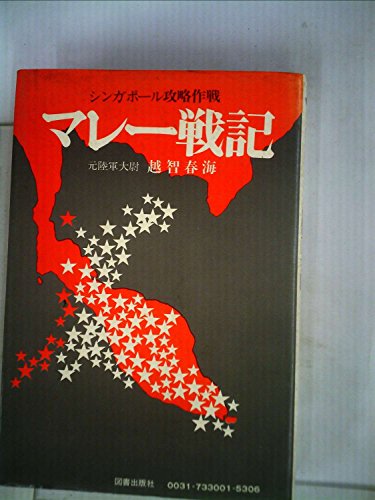 シンガポール攻略作戦
マレー戦記
元陸軍大尉 越智春海
図書出版社 0031-733001-5306